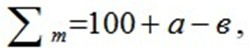 ∑ m=100 + a − в,